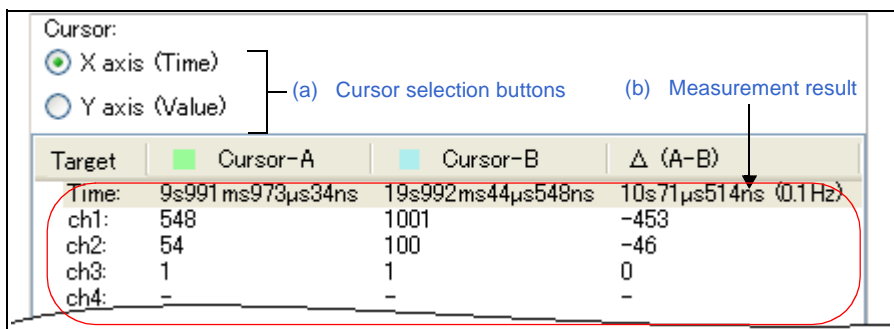 Cursor:
X axis (Time)
Y axis (Value)
(a) Cursor selection buttons
(b) Measurement result
Target Cursor-A Cursor-B Δ (A-B)
Time: 9s991ms973µs34ns 19s992ms44µs548ns 10s71µs514ns (0.1Hz)
ch1: 548 1001 -453
ch2: 54 100 -46
ch3: 1 1 0
ch4: - - -